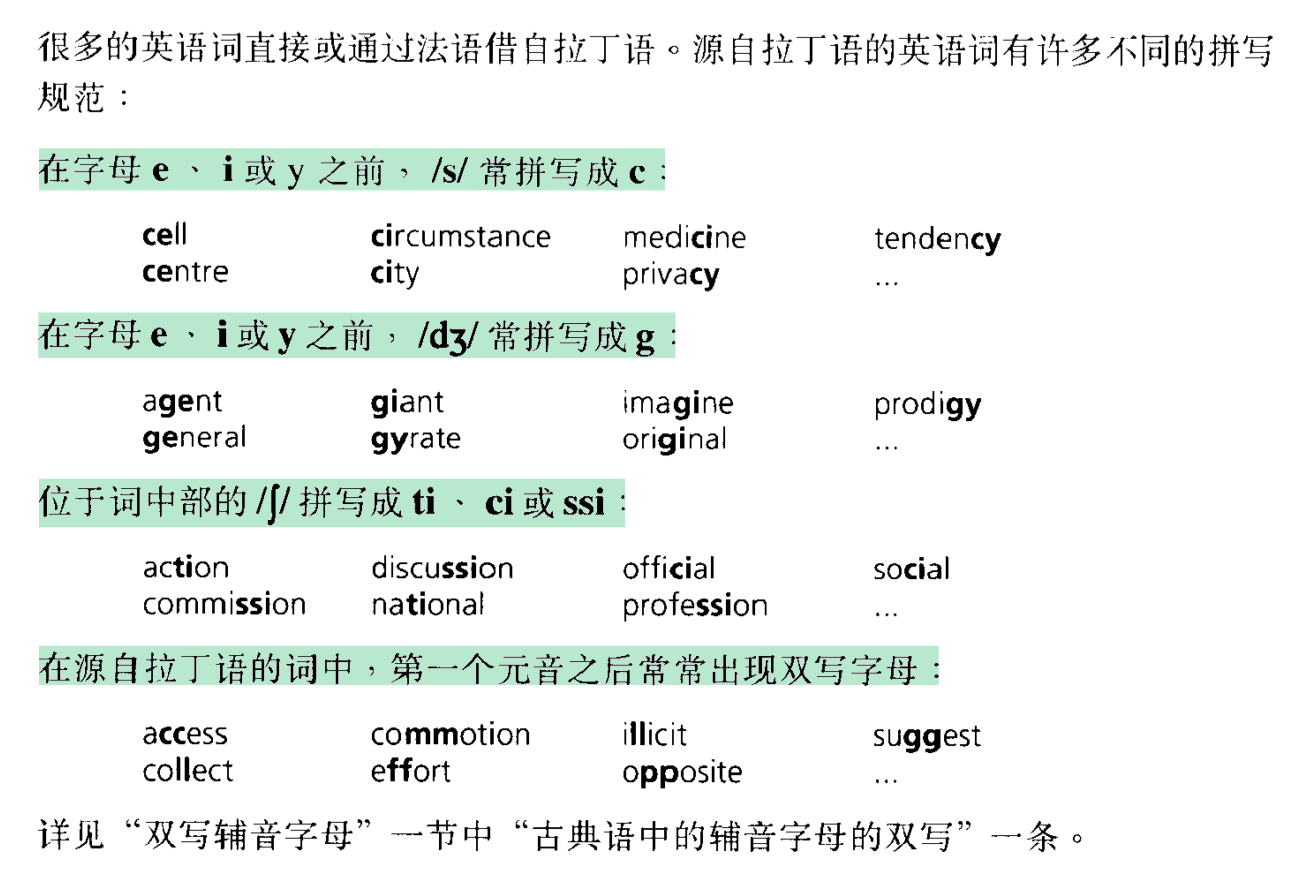 很多的英语词直接或通过法语借自拉丁语。源自拉丁语的英语词有许多不同的拼写
规范：
在字母 e 、 i 或 y 之前， /s/ 常拼写成 c：
cell circumstance medicine tendency
centre city privacy ...
在字母 e 、 i 或 y 之前， /dʒ/ 常拼写成 g：
agent giant imagine prodigy
general gyrate original ...
位于词中部的 /ʃ/ 拼写成 ti 、 ci 或 ssi：
action discussion official social
commission national profession ...
在源自拉丁语的词中，第一个元音之后常常出现双写字母：
access commotion illicit suggest
collect effort opposite ...
详见“双写辅音字母”一节中“古典语中的辅音字母的双写”一条。